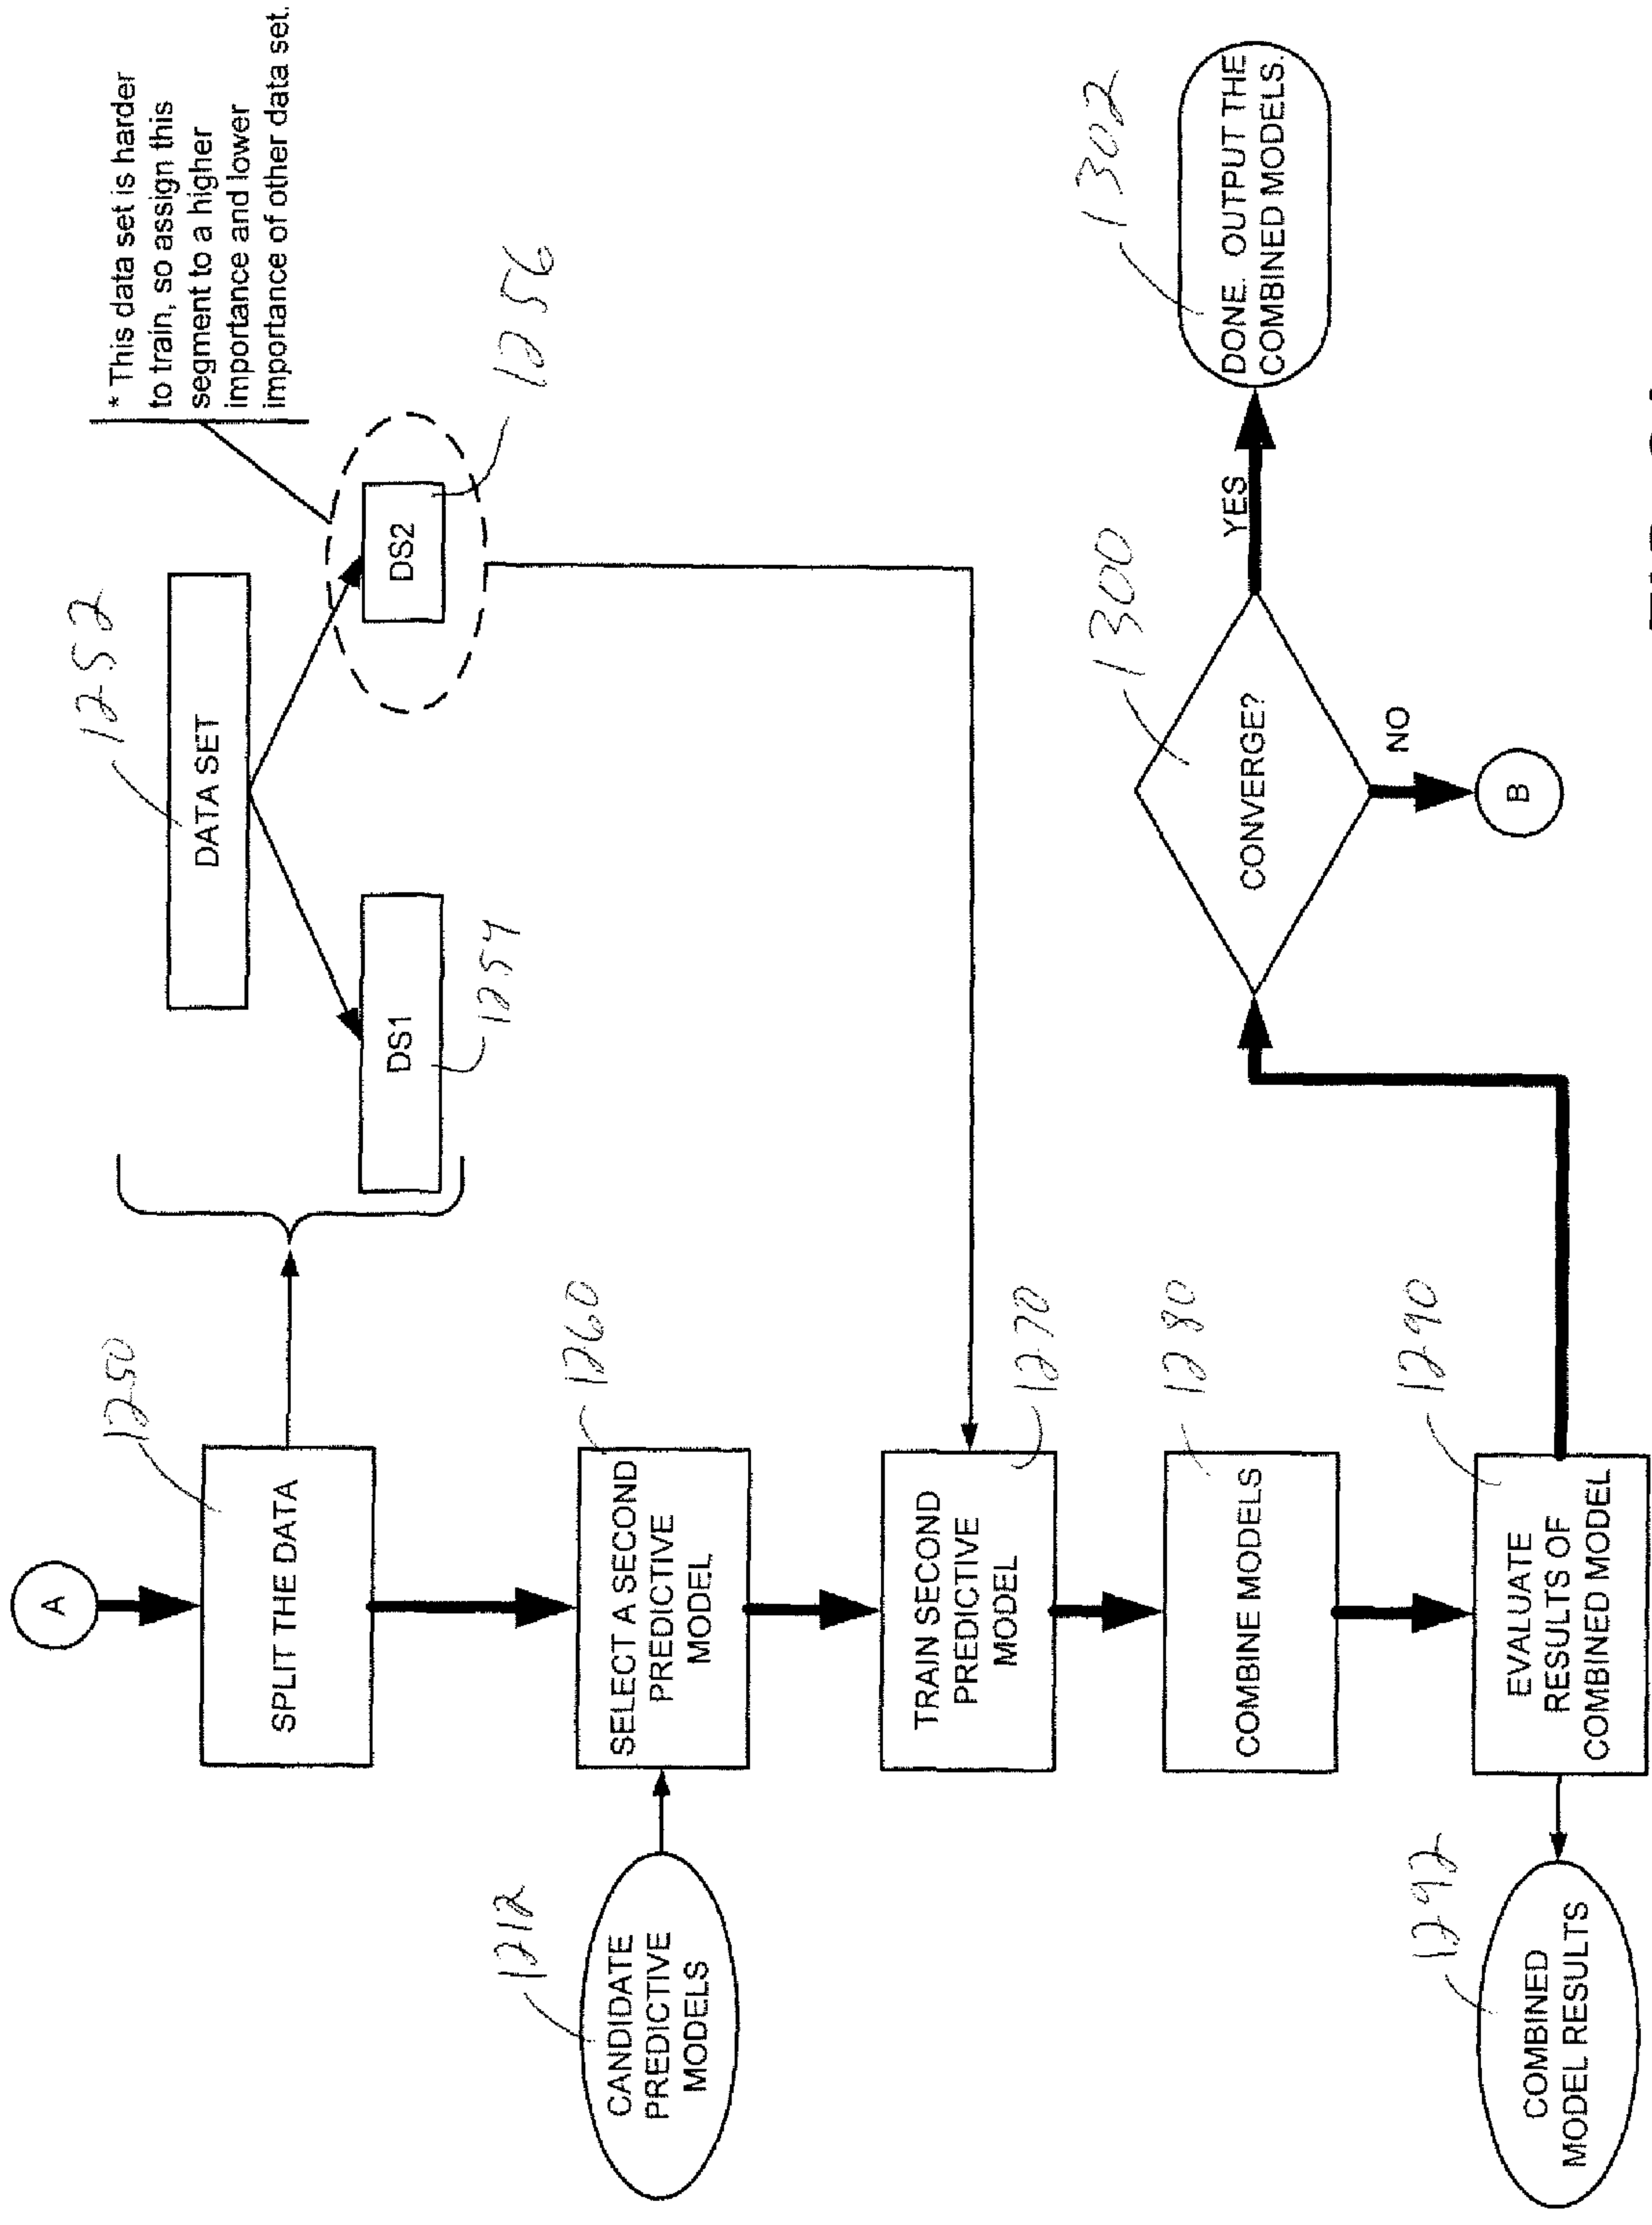 A
1250
SPLIT THE DATA
1252
DATA SET
DS1
1254
DS2
1256
* This data set is harder
to train, so assign this
segment to a higher
importance and lower
importance of other data set.
1212
CANDIDATE
PREDICTIVE
MODELS
1260
SELECT A SECOND
PREDICTIVE
MODEL
1270
TRAIN SECOND
PREDICTIVE
MODEL
1280
COMBINE MODELS
1290
EVALUATE
RESULTS OF
COMBINED MODEL
1292
COMBINED
MODEL RESULTS
1300
CONVERGE?
YES
NO
B
1302
DONE. OUTPUT THE
COMBINED MODELS.